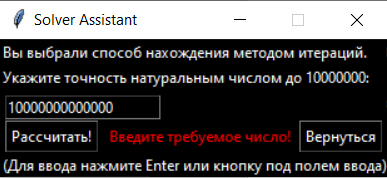 Solver Assistant
Вы выбрали способ нахождения методом итераций.
Укажите точность натуральным числом до 10000000:
10000000000000
Рассчитать! Введите требуемое число! Вернуться
(Для ввода нажмите Enter или кнопку под полем ввода)